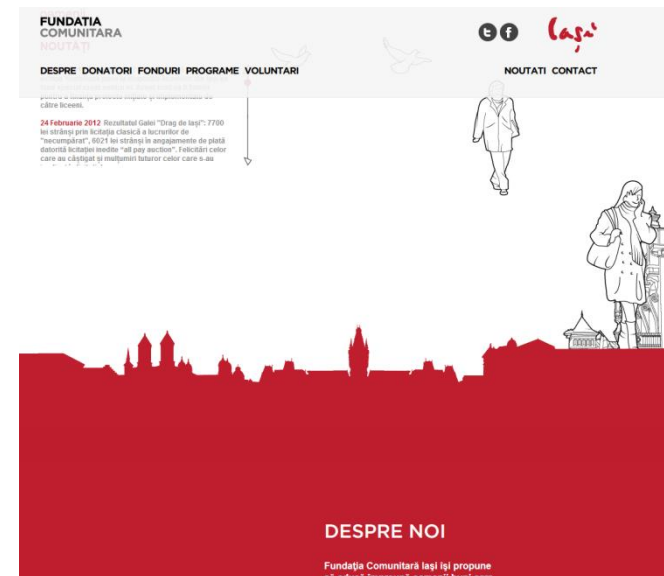 FUNDATIA
COMUNITARA
NOUTĂȚI
Iași
DESPRE DONATORI FONDURI PROGRAME VOLUNTARI
NOUTATI CONTACT
către liceeni.
24 Februarie 2012 Rezultatul Galei "Drag de Iași": 7700
lei strânși prin licitația clasică a lucrurilor de
"necumpărat", 6021 lei strânși în angajamente de plată
datorită licitației inedite "all pay auction". Felicitări celor
care au câștigat și mulțumiri tuturor celor care s-au
DESPRE NOI
Fundaţia Comunitară Iaşi îşi propune